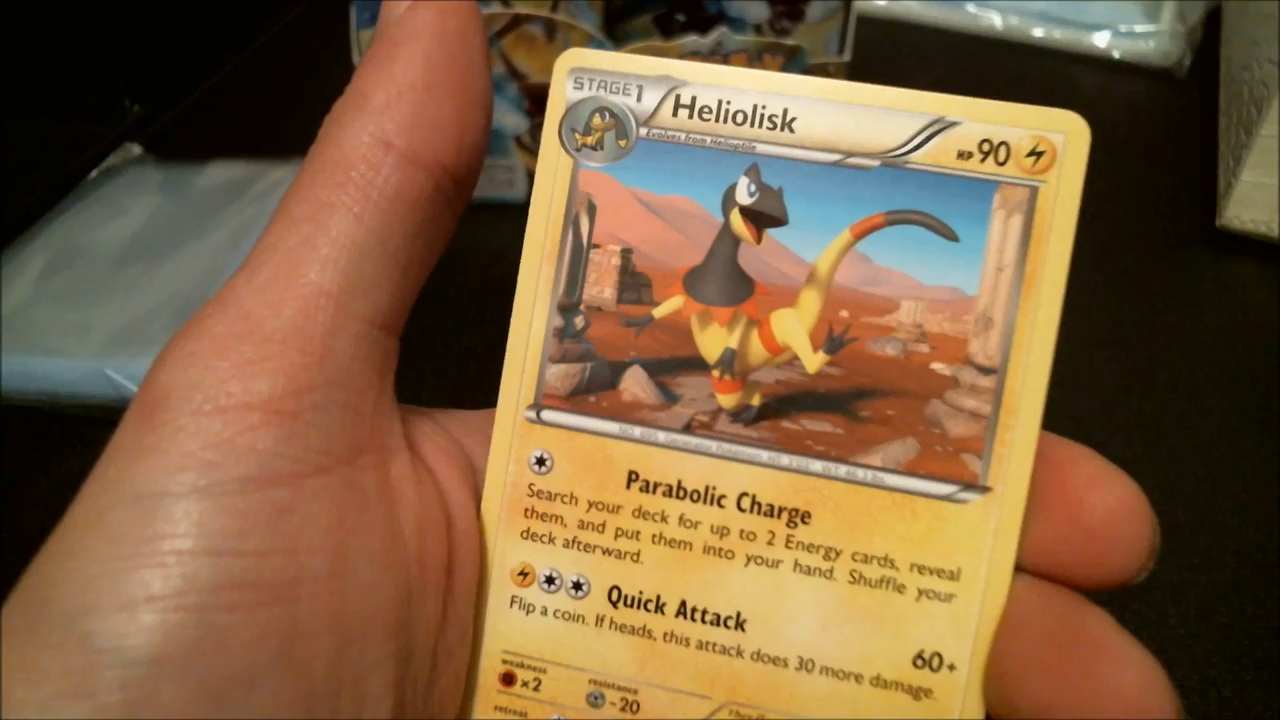 STAGE1
Heliolisk
HP 90
Evolves from Helioptile
Parabolic Charge
Search your deck for up to 2 Energy cards, reveal
them, and put them into your hand. Shuffle your
deck afterward.
Quick Attack
60+
Flip a coin. If heads, this attack does 30 more damage.
weakness
×2
resistance
-20
retreat